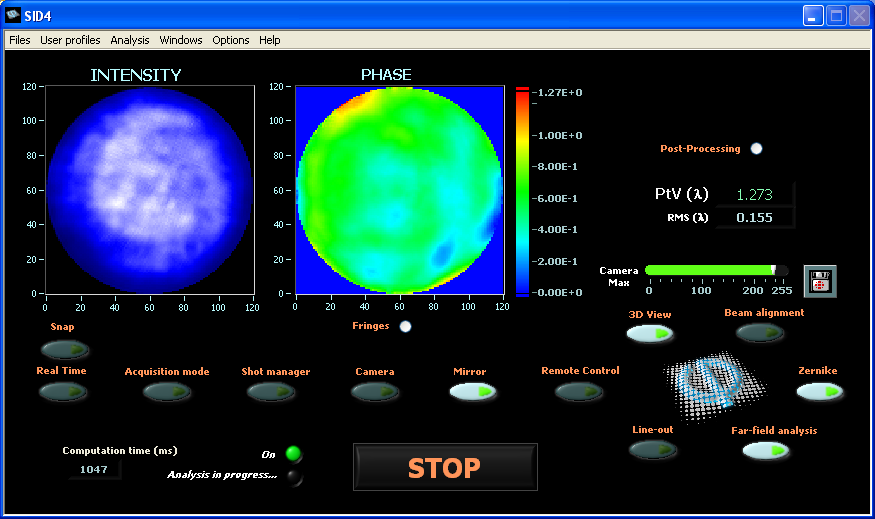 SID4
Files User profiles Analysis Windows Options Help
INTENSITY
PHASE
120
100
80
60
40
20
0
0 20 40 60 80 100 120
120
100
80
60
40
20
0
0 20 40 60 80 100 120
1.27E+0
1.00E+0
8.00E-1
6.00E-1
4.00E-1
2.00E-1
0.00E+0
Post-Processing
PtV (λ) 1.273
RMS (λ) 0.155
Camera
Max
0 100 200 255
Fringes
3D View
Beam alignment
Snap
Real Time
Acquisition mode
Shot manager
Camera
Mirror
Remote Control
Zernike
Line-out
Far-field analysis
Computation time (ms)
1047
On
Analysis in progress...
STOP